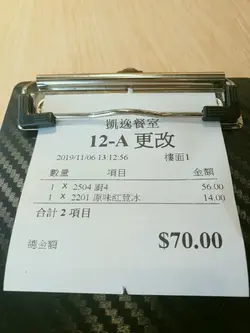 凱逸餐室
12-A 更改
2019/11/06 13:12:56 樓面1
數量 項目 金額
1 X 2504 廚4 56.00
1 X 2201 原味紅荳冰 14.00
合計 2 項目
總金額 $70.00